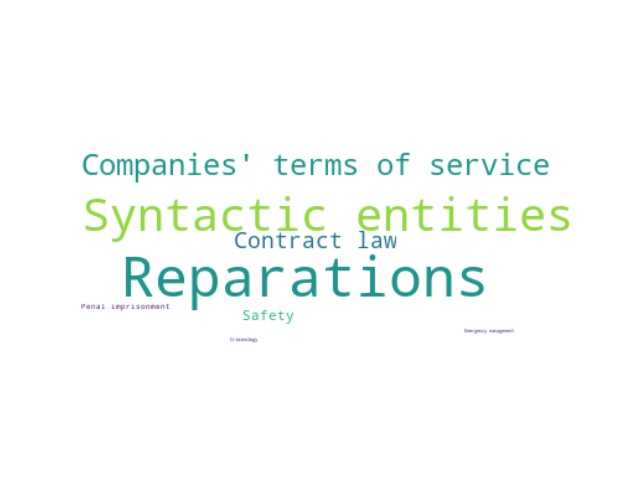 Companies' terms of service
Syntactic entities
Contract law
Reparations
Penal imprisonment
Safety
Emergency management
Criminology